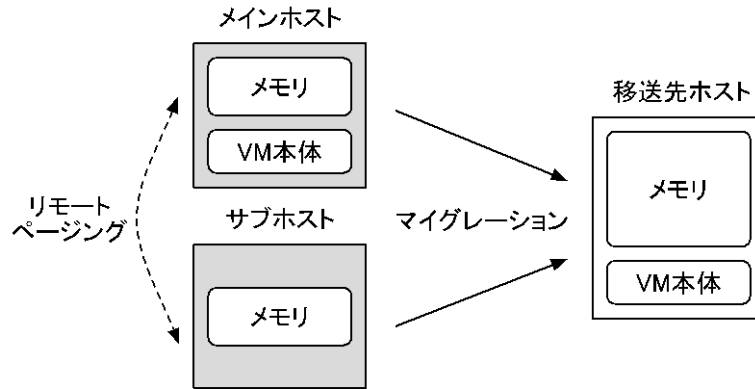 メインホスト
メモリ
VM本体
リモート
ページング
サブホスト
メモリ
マイグレーション
移送先ホスト
メモリ
VM本体